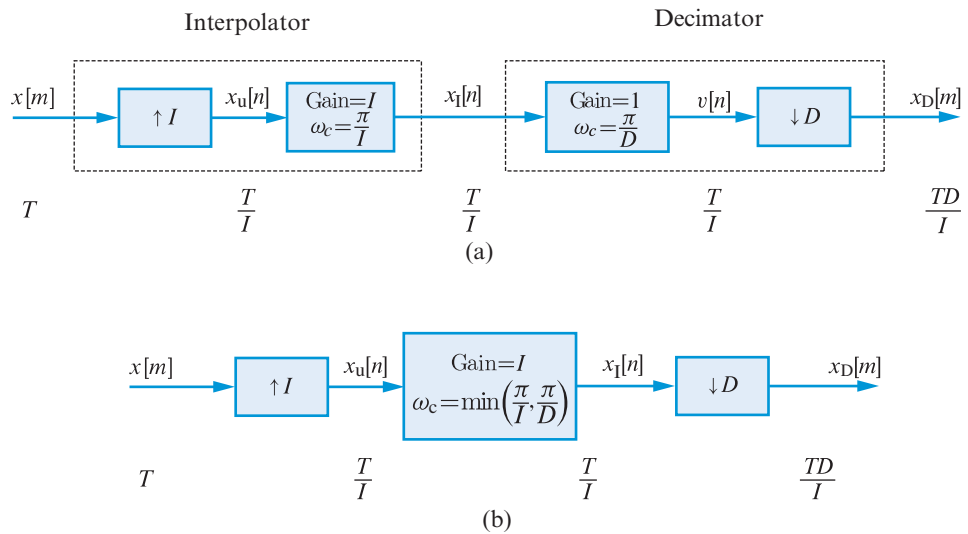 Interpolator Decimator
x[m] ↑ I x_u[n] Gain=I ω_c=π/I x_I[n] Gain=1 ω_c=π/D v[n] ↓ D x_D[m]
T T/I T/I T/I TD/I
(a)
x[m] ↑ I x_u[n] Gain=I ω_c=min(π/I, π/D) x_I[n] ↓ D x_D[m]
T T/I T/I TD/I
(b)